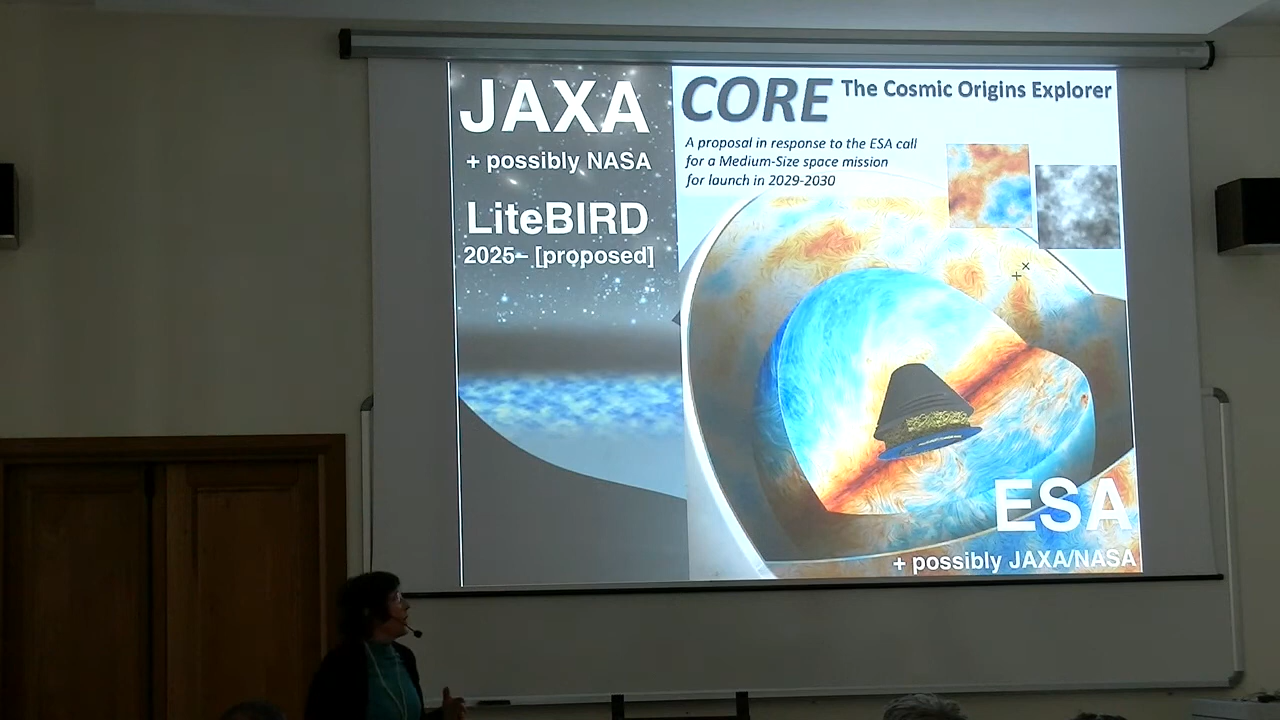 JAXA
+ possibly NASA
LiteBIRD
2025– [proposed]
CORE The Cosmic Origins Explorer
A proposal in response to the ESA call
for a Medium-Size space mission
for launch in 2029-2030
ESA
+ possibly JAXA/NASA